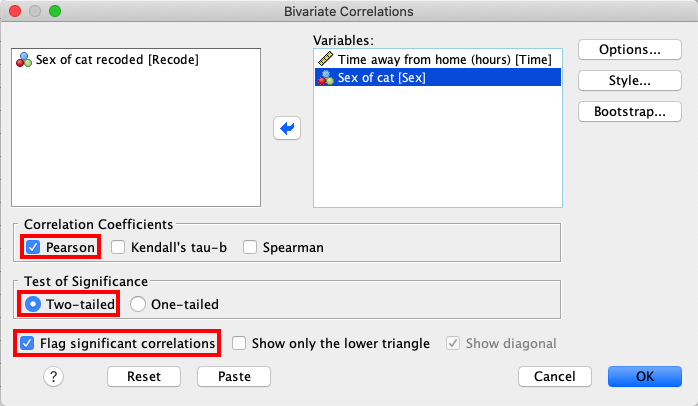 Bivariate Correlations
Variables:
Sex of cat recoded [Recode]
Time away from home (hours) [Time]
Sex of cat [Sex]
Options...
Style...
Bootstrap...
Correlation Coefficients
Pearson Kendall's tau-b Spearman
Test of Significance
Two-tailed One-tailed
Flag significant correlations Show only the lower triangle Show diagonal
? Reset Paste Cancel OK